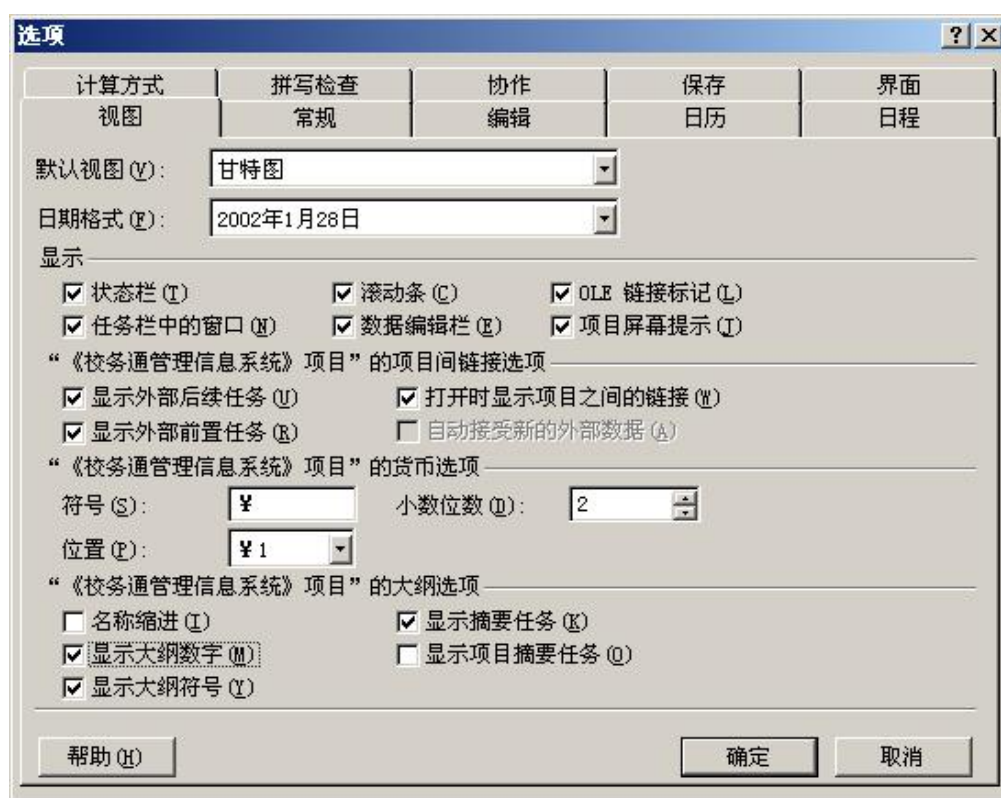 选项
计算方式 拼写检查 协作 保存 界面
视图 常规 编辑 日历 日程
默认视图(V): 甘特图
日期格式(F): 2002年1月28日
显示
状态栏(T) 滚动条(C) OLE 链接标记(L)
任务栏中的窗口(N) 数据编辑栏(E) 项目屏幕提示(J)
“《校务通管理信息系统》项目”的项目间链接选项
显示外部后续任务(U) 打开时显示项目之间的链接(W)
显示外部前置任务(R) 自动接受新的外部数据(A)
“《校务通管理信息系统》项目”的货币选项
符号(S): ¥ 小数位数(D): 2
位置(P): ¥1
“《校务通管理信息系统》项目”的大纲选项
名称缩进(I) 显示摘要任务(K)
显示大纲数字(M) 显示项目摘要任务(O)
显示大纲符号(Y)
帮助(H) 确定 取消